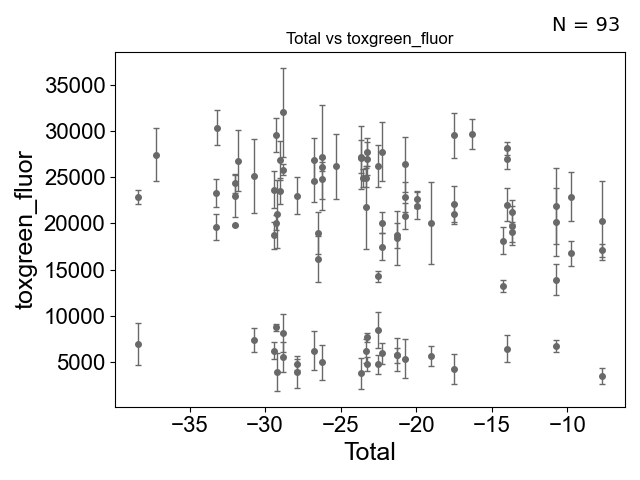 N = 93
Total vs toxgreen_fluor
35000
30000
25000
20000
15000
10000
5000
toxgreen_fluor
−35 −30 −25 −20 −15 −10
Total